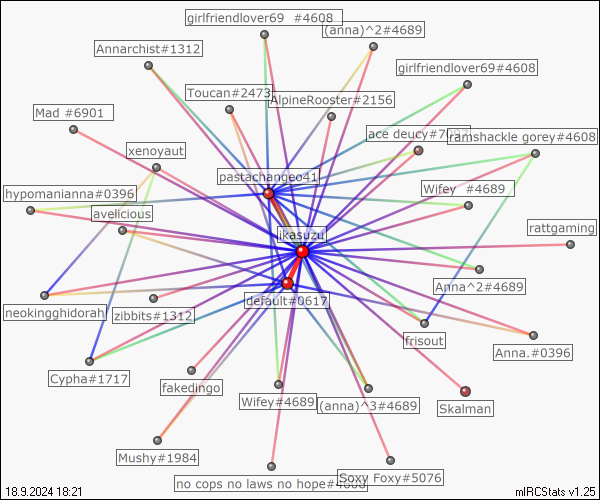 girlfriendlover69 #4608
(anna)^2#4689
Annarchist#1312
girlfriendlover69#4608
Toucan#2473
AlpineRooster#2156
Mad #6901
ace deucy#7
ramshackle gorey#4608
xenoyaut
pastachangeo41
Wifey #4689
hypomanianna#0396
avelicious
rattgaming
ikasuzu
Anna^2#4689
default#0617
neokingghidorah
zibbits#1312
frisout
Anna.#0396
Cypha#1717
fakedingo
Wifey#4689
(anna)^3#4689
Skalman
Mushy#1984
no cops no laws no hope#4608
Soxy Foxy#5076
18.9.2024 18:21
mIRCStats v1.25